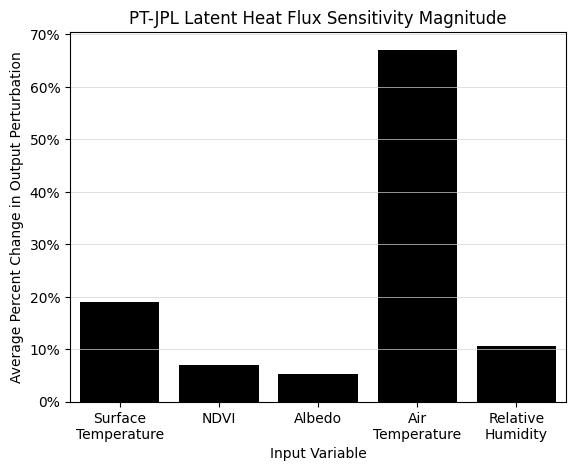 PT-JPL Latent Heat Flux Sensitivity Magnitude
Average Percent Change in Output Perturbation
70%
60%
50%
40%
30%
20%
10%
0%
Surface
Temperature
NDVI
Albedo
Air
Temperature
Relative
Humidity
Input Variable